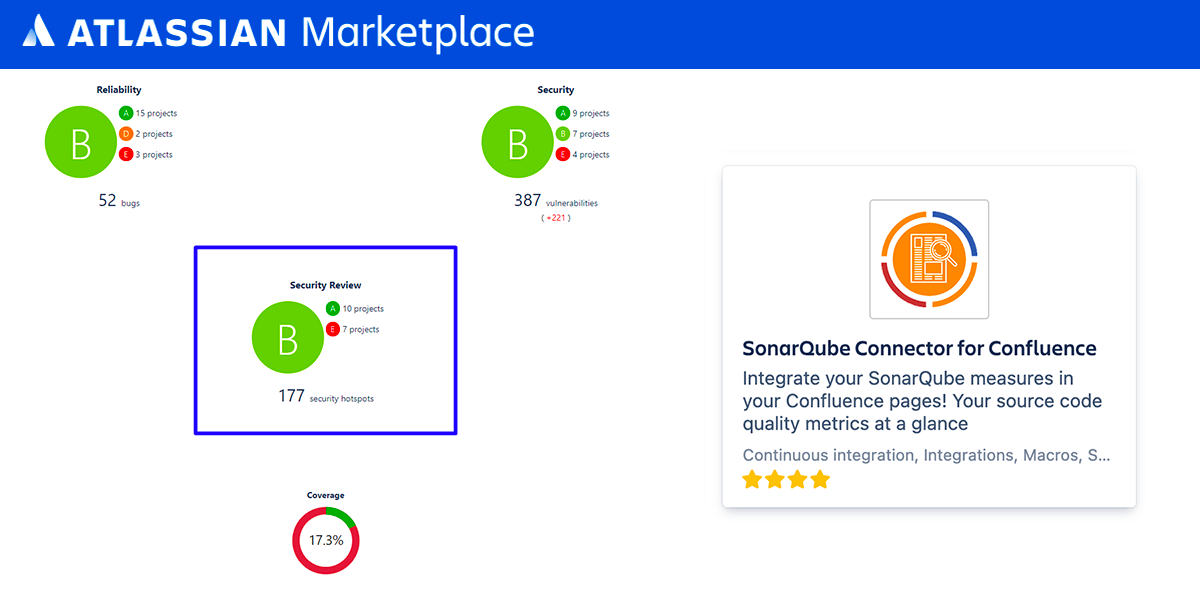 ATLASSIAN Marketplace
Reliability
B
A 15 projects
D 2 projects
E 3 projects
52 bugs
Security
B
A 9 projects
B 7 projects
E 4 projects
387 vulnerabilities
( +221 )
Security Review
B
A 10 projects
E 7 projects
177 security hotspots
Coverage
17.3%
SonarQube Connector for Confluence
Integrate your SonarQube measures in
your Confluence pages! Your source code
quality metrics at a glance
Continuous integration, Integrations, Macros, S...